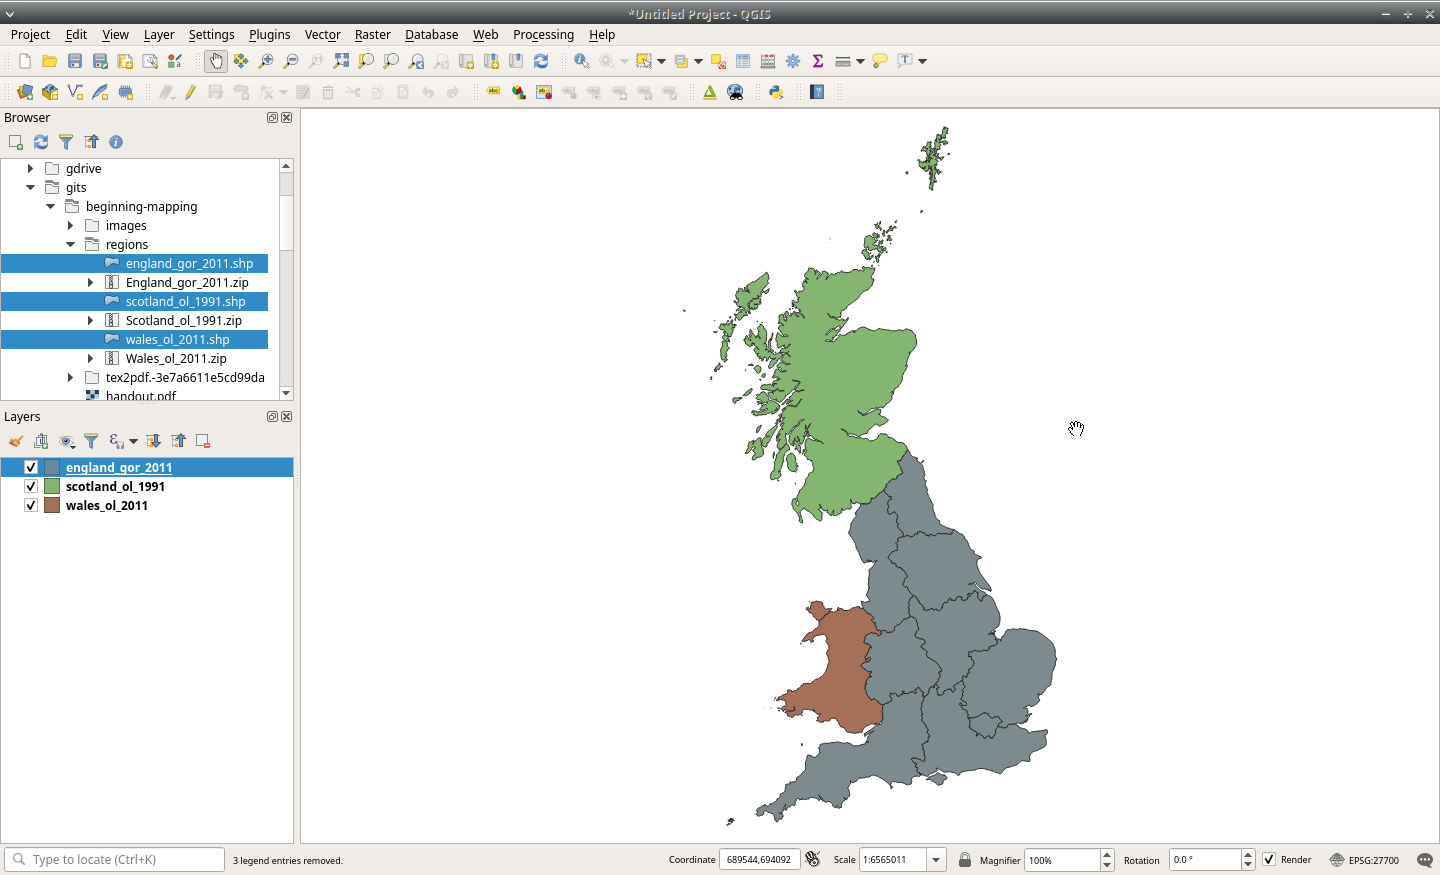 *Untitled Project - QGIS
Project Edit View Layer Settings Plugins Vector Raster Database Web Processing Help
Browser
gdrive
gits
beginning-mapping
images
regions
england_gor_2011.shp
England_gor_2011.zip
scotland_ol_1991.shp
Scotland_ol_1991.zip
wales_ol_2011.shp
Wales_ol_2011.zip
tex2pdf.-3e7a6611e5cd99da
handout.pdf
Layers
england_gor_2011
scotland_ol_1991
wales_ol_2011
Type to locate (Ctrl+K) 3 legend entries removed. Coordinate 689544,694092 Scale 1:6565011 Magnifier 100% Rotation 0.0 ° Render EPSG:27700